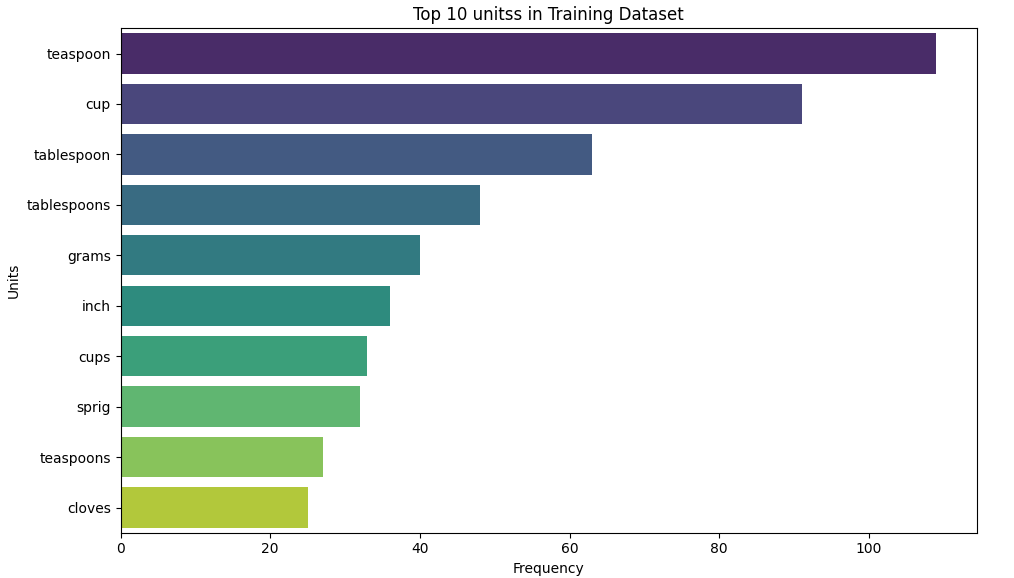 Top 10 unitss in Training Dataset
teaspoon
cup
tablespoon
tablespoons
grams
inch
cups
sprig
teaspoons
cloves
Units
0 20 40 60 80 100
Frequency